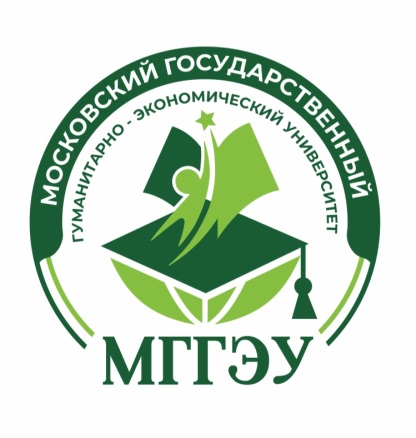 МОСКОВСКИЙ ГОСУДАРСТВЕННЫЙ
ГУМАНИТАРНО - ЭКОНОМИЧЕСКИЙ УНИВЕРСИТЕТ
МГГЭУ